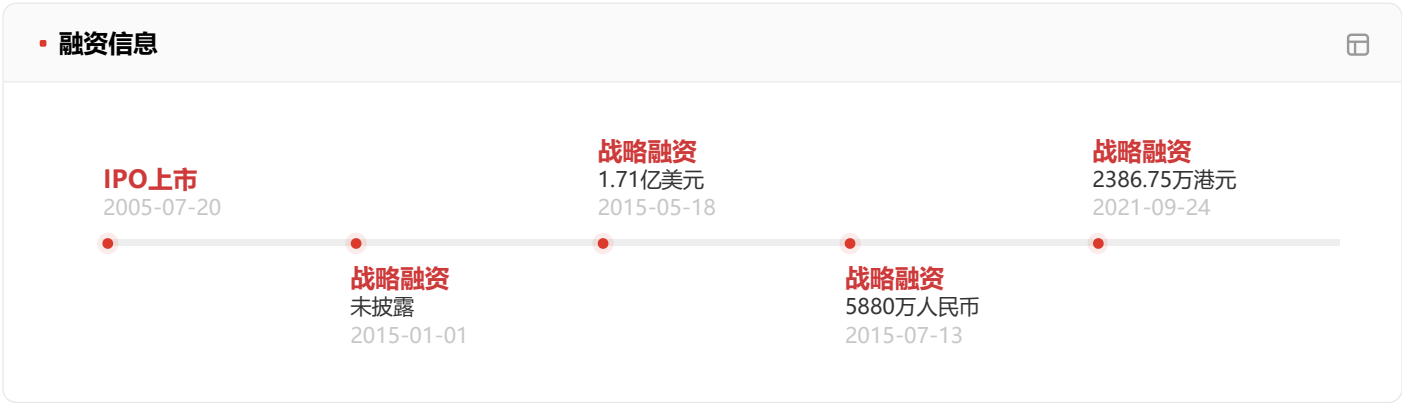 融资信息
IPO上市
2005-07-20
战略融资
未披露
2015-01-01
战略融资
1.71亿美元
2015-05-18
战略融资
5880万人民币
2015-07-13
战略融资
2386.75万港元
2021-09-24